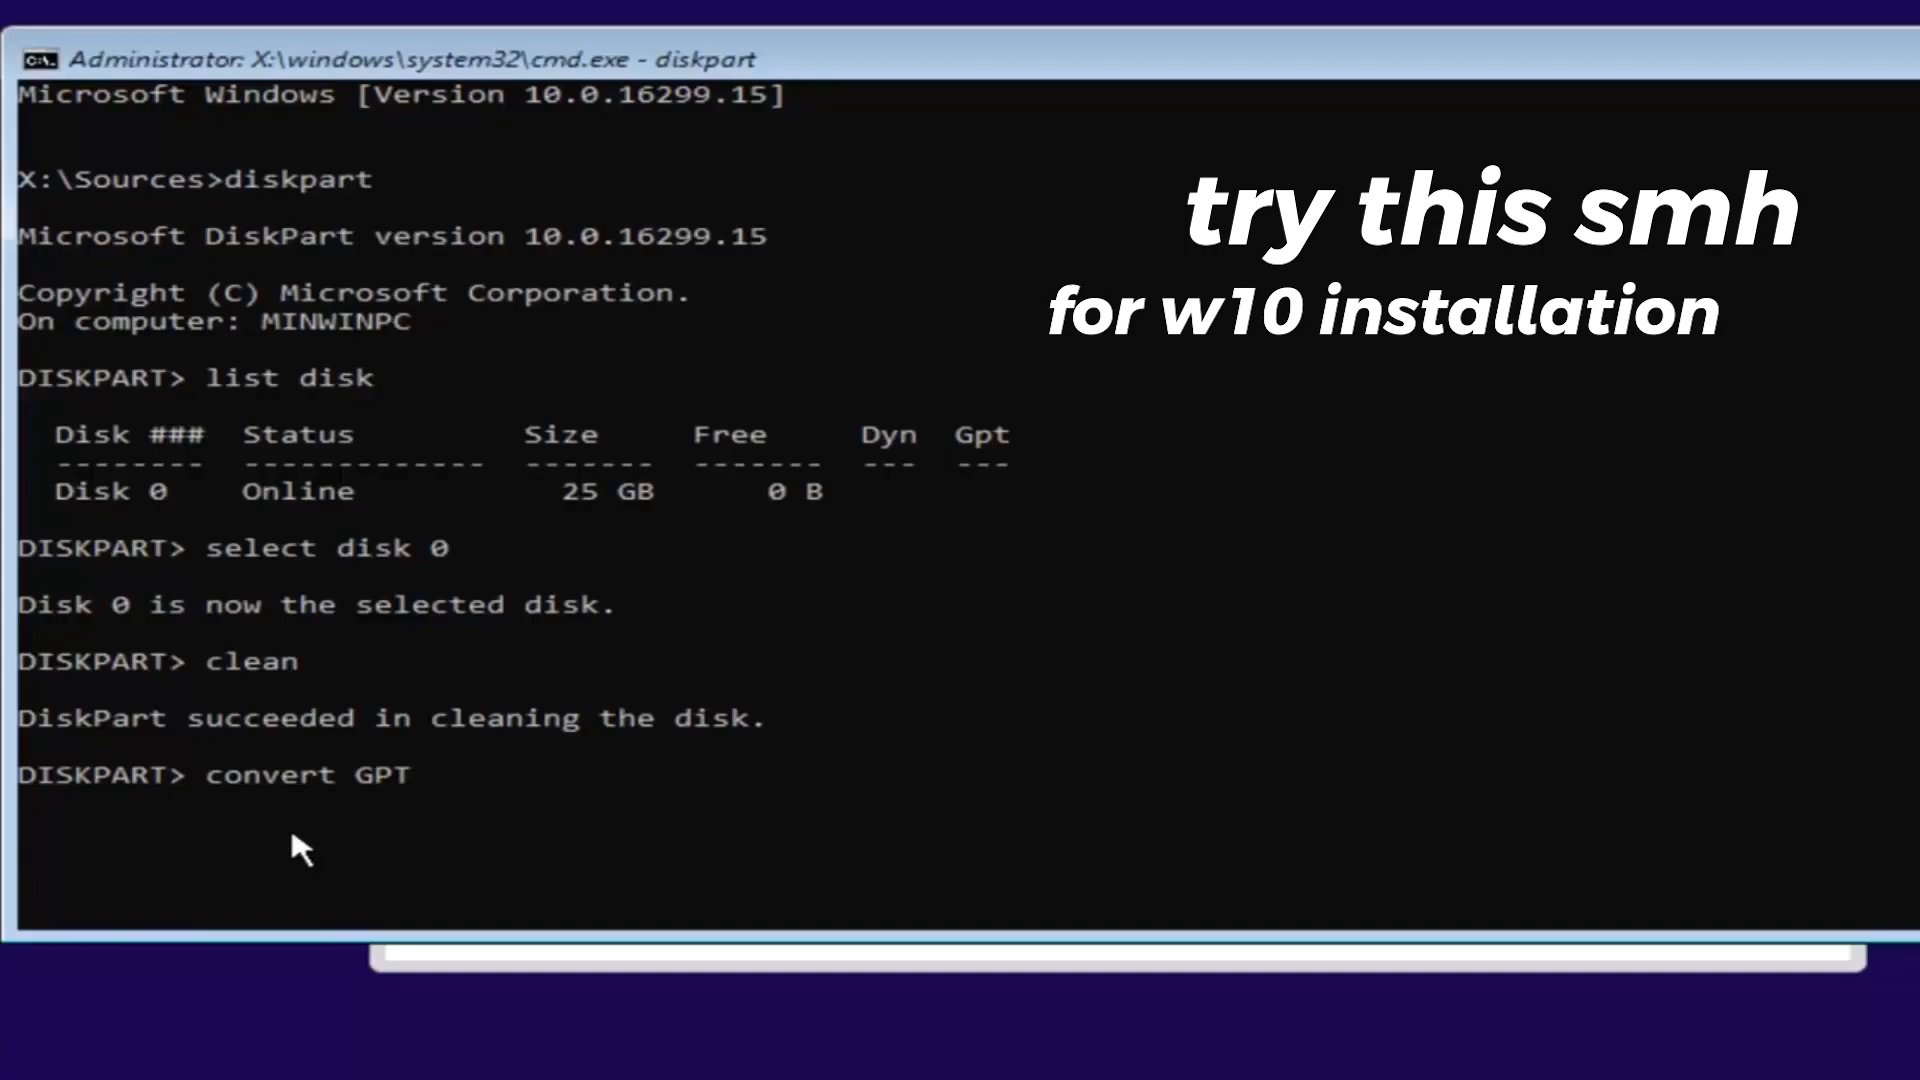 Administrator: X:\windows\system32\cmd.exe - diskpart
Microsoft Windows [Version 10.0.16299.15]
X:\Sources>diskpart
Microsoft DiskPart version 10.0.16299.15
Copyright (C) Microsoft Corporation.
On computer: MINWINPC
DISKPART> list disk
Disk ### Status Size Free Dyn Gpt
-------- ------------- ------- ------- --- ---
Disk 0 Online 25 GB 0 B
DISKPART> select disk 0
Disk 0 is now the selected disk.
DISKPART> clean
DiskPart succeeded in cleaning the disk.
DISKPART> convert GPT
try this smh
for w10 installation